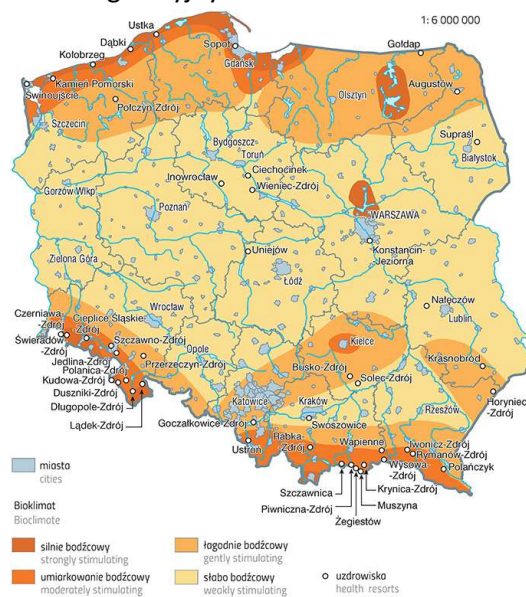 1:6 000 000
Ustka
Dąbki
Kołobrzeg
Sopot
Gdańsk
Gołdap
Kamień Pomorski
Świnoujście
Połczyn-Zdrój
Szczecin
Olsztyn
Augustów
Supraśl
Białystok
Bydgoszcz
Toruń
Ciechocinek
Inowrocław
Wieniec-Zdrój
Gorzów Wlkp.
Poznań
WARSZAWA
Konstancin-
Jeziorna
Uniejów
Zielona Góra
Łódź
Nałęczów
Lublin
Wrocław
Czerniawa-
-Zdrój
Cieplice Śląskie-
-Zdrój
Świeradów
-Zdrój
Szczawno-Zdrój
Jedlina-Zdrój
Opole
Przerzeczyn-Zdrój
Polanica-Zdrój
Kudowa-Zdrój
Duszniki-Zdrój
Długopole-Zdrój
Lądek-Zdrój
Kielce
Busko-Zdrój
Solec-Zdrój
Krasnobród
Horyniec
-Zdrój
Katowice
Kraków
Rzeszów
Goczałkowice-Zdrój
Swoszowice
Ustroń
Rabka-
Zdrój
Wapienne
Iwonicz-Zdrój
Rymanów-Zdrój
Wysowa
-Zdrój
Polańczyk
Szczawnica
Krynica-Zdrój
Piwniczna-Zdrój
Muszyna
Żegiestów
miasta
cities
Bioklimat
Bioclimate
silnie bodźcowy
strongly stimulating
łagodnie bodźcowy
gently stimulating
umiarkowanie bodźcowy
moderately stimulating
słabo bodźcowy
weakly stimulating
uzdrowiska
health resorts